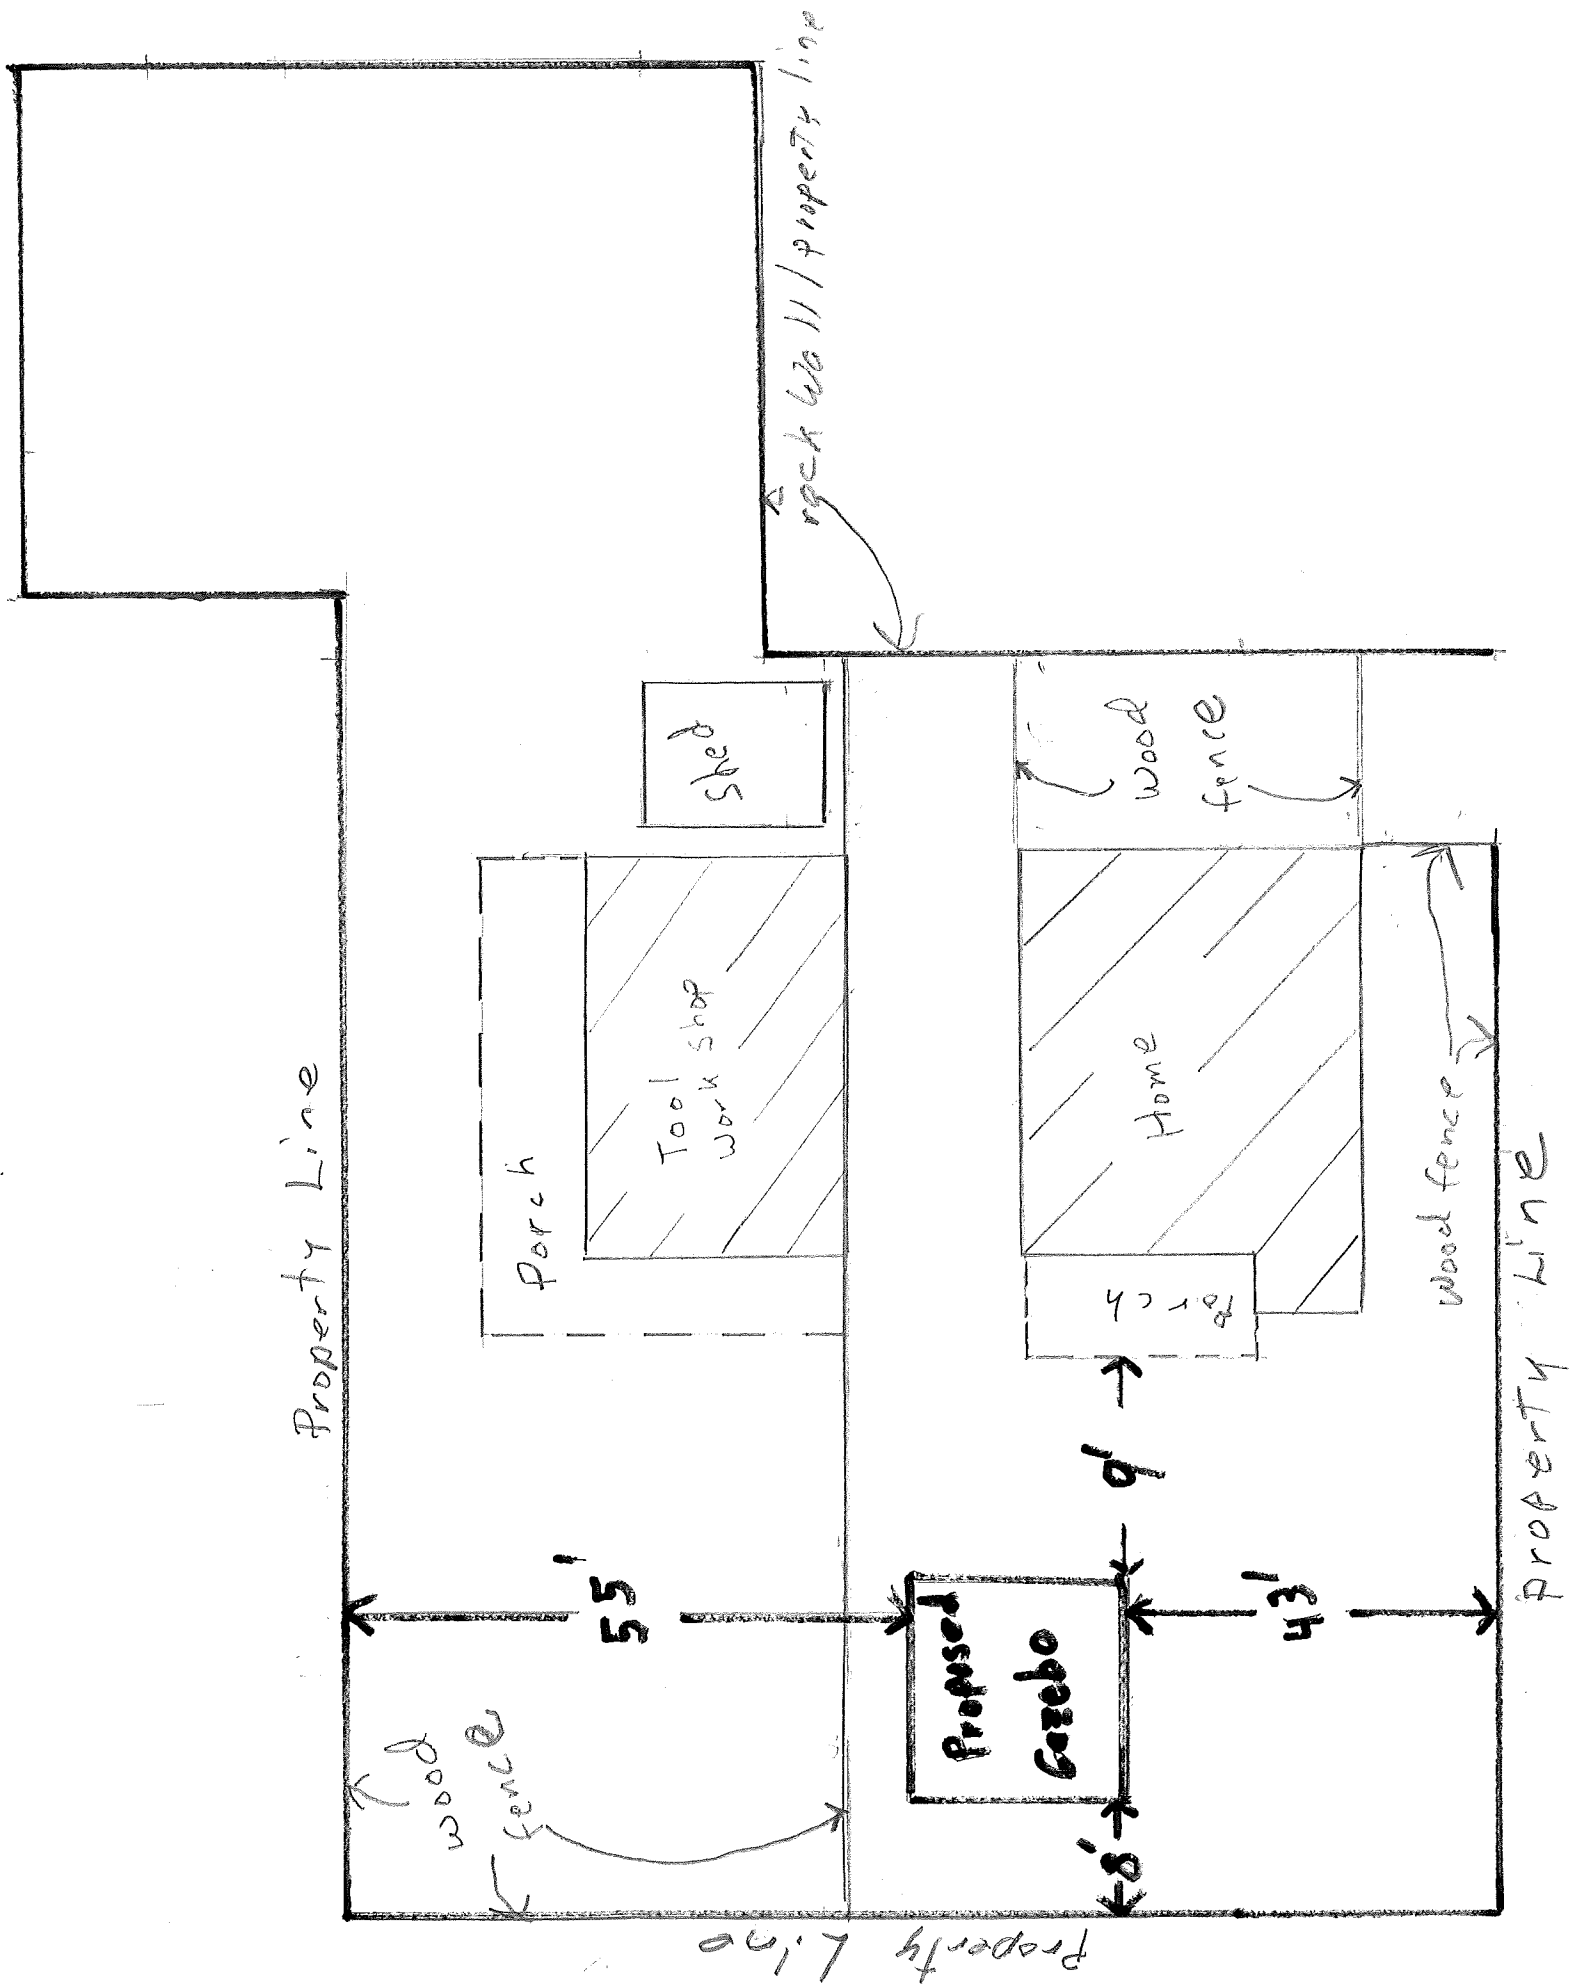 rock wall/property line
Property Line
shed
wood
fence
Porch
Tool
work shop
Home
Porch
wood fence
9'
55'
Proposed
Gazebo
43'
8'
wood
fence
Property Line
property Line